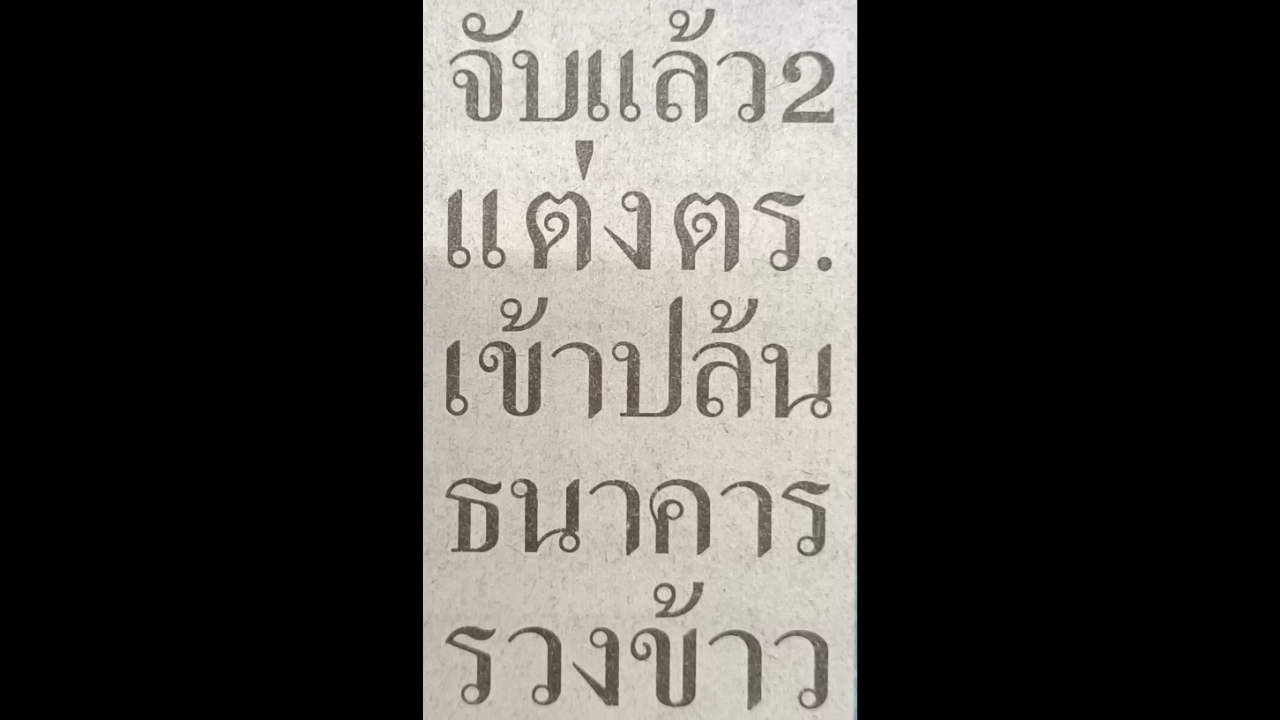 จับแล้ว2
แต่งตร.
เข้าปล้น
ธนาคาร
รวงข้าว